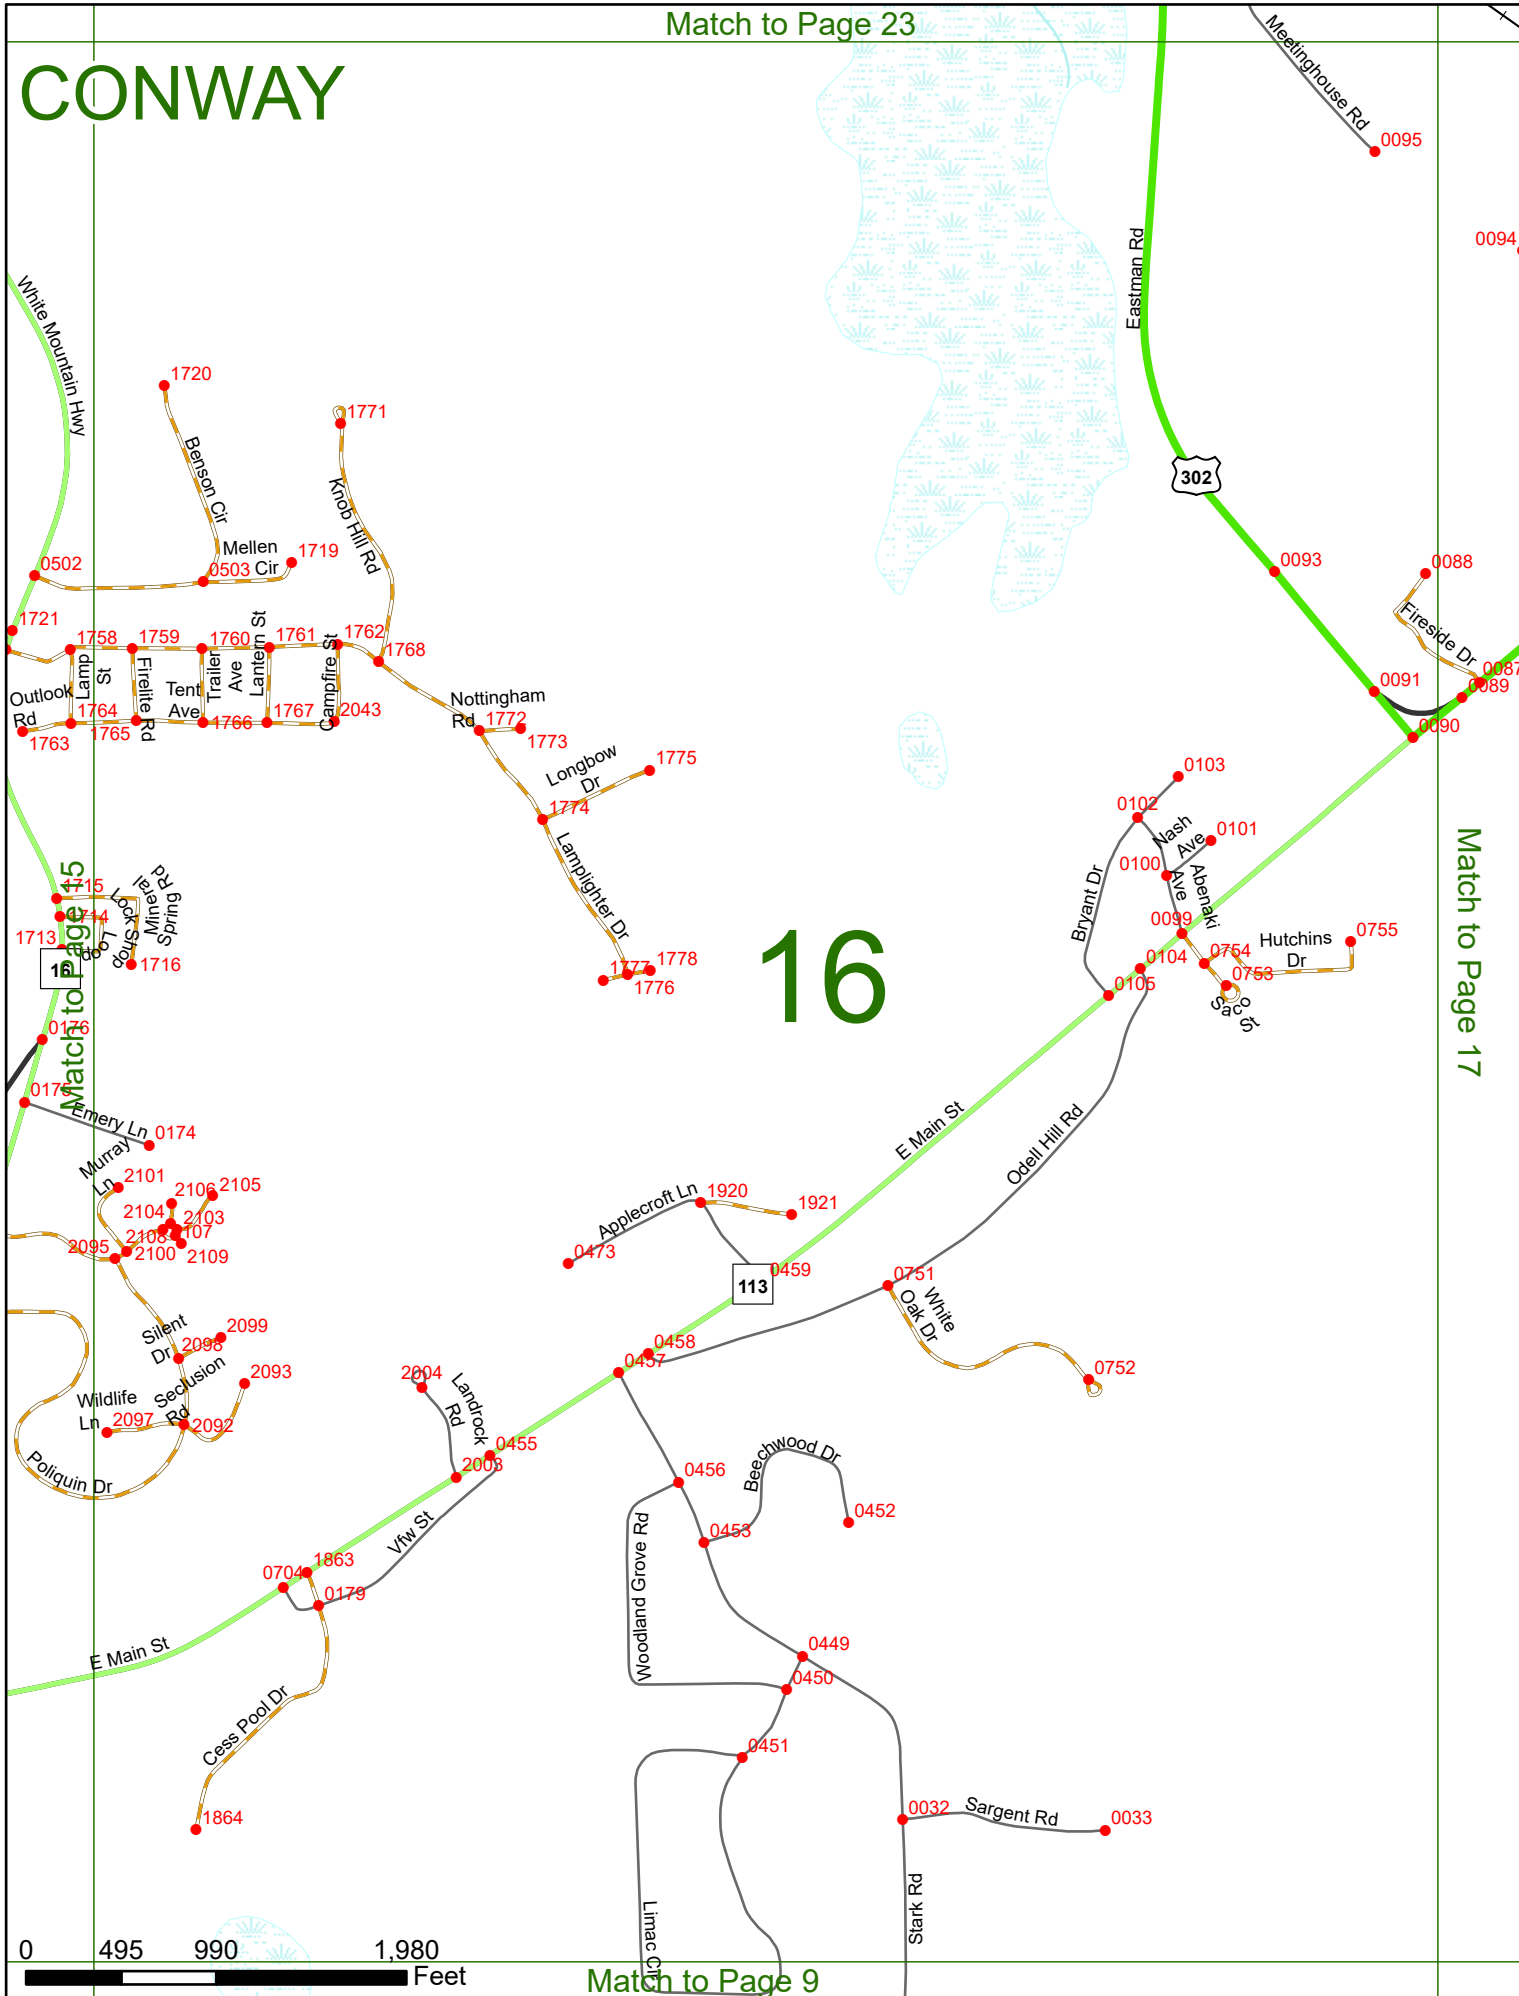 Match to Page 23
CONWAY
Meetinghouse Rd
0095
0094
Eastman Rd
White Mountain Hwy
302
1720
1771
Benson Cir
Knob Hill Rd
Mellen
Cir
1719
0502
0503
0093
0088
Fireside Dr
0087
0089
0091
0090
1721
1758
1759
1760
1761
1762
1768
Lamp
St
Firelite Rd
Trailer
Ave
Lantern St
Campfire St
Tent
Ave
Outlook
Rd
1763
1764
1765
1766
1767
2043
Nottingham
Rd
1772
1773
Longbow
Dr
1775
1774
Lamplighter Dr
1777
1778
1776
0103
0102
Nash
Ave
0101
0100
Abenaki
Ave
Bryant Dr
0099
0104
0105
0754
0753
Hutchins
Dr
0755
Saco
St
Match to Page 17
Match to Page 15
1715
1714
1713
16
Lock Shop
Loop
Mineral
Spring Rd
1716
16
0176
0175
Emery Ln
0174
Murray
Ln
2101
2106
2105
2104
2103
2108
2107
2095
2100
2109
E Main St
Odell Hill Rd
Applecroft Ln
1920
1921
0473
0459
113
0751
White
Oak Dr
0752
0458
0457
Silent
Dr
2099
2098
Seclusion
Rd
2093
Wildlife
Ln
2097
2092
Poliquin Dr
2004
Landrock
Rd
0455
2003
Vfw St
0456
Beechwood Dr
0452
0453
Woodland Grove Rd
1863
0704
0179
E Main St
Cess Pool Dr
1864
0449
0450
0451
0032
Sargent Rd
0033
Stark Rd
Limac Cir
0
495
990
1,980
Feet
Match to Page 9